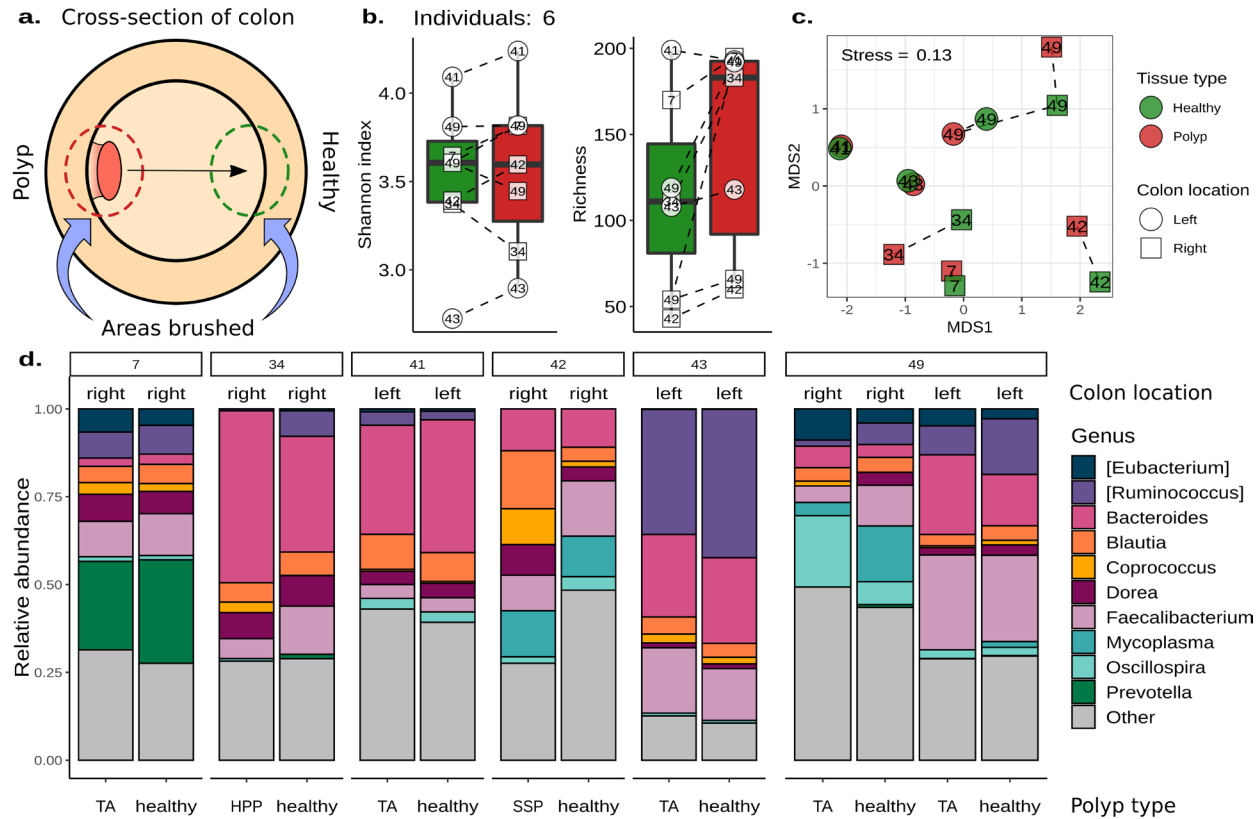 a.
Cross-section of colon
Polyp
Healthy
Areas brushed
b.
Individuals: 6
Shannon index
4.0
3.5
3.0
41
41
49
7
49
42
34
43
49
42
49
34
43
Richness
200
150
100
50
41
7
49
34
43
49
42
34
43
49
42
c.
Stress = 0.13
MDS2
1
0
-1
-2
-1
0
1
2
MDS1
49
49
49
49
41
43
43
34
34
7
7
42
42
Tissue type
Healthy
Polyp
Colon location
Left
Right
d.
7
34
41
42
43
49
right right right right left left right right left left right right left left
Colon location
Relative abundance
1.00
0.75
0.50
0.25
0.00
Genus
[Eubacterium]
[Ruminococcus]
Bacteroides
Blautia
Coprococcus
Dorea
Faecalibacterium
Mycoplasma
Oscillospira
Prevotella
Other
TA healthy HPP healthy TA healthy SSP healthy TA healthy TA healthy TA healthy
Polyp type